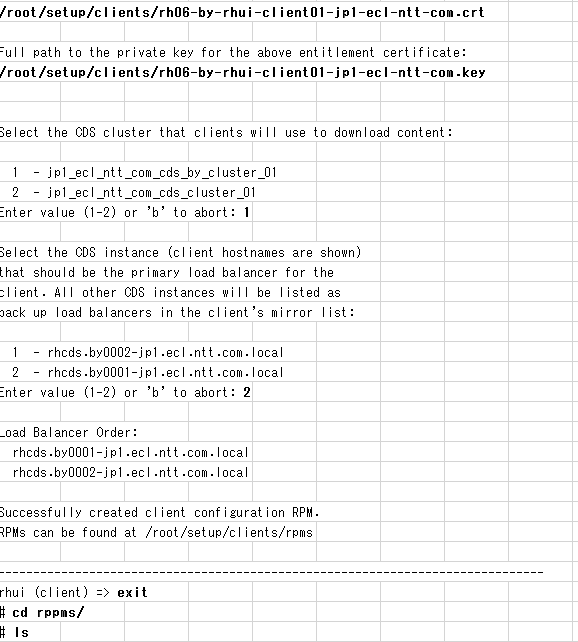 /root/setup/clients/rh06-by-rhui-client01-jp1-ecl-ntt-com.crt
Full path to the private key for the above entitlement certificate:
/root/setup/clients/rh06-by-rhui-client01-jp1-ecl-ntt-com.key
Select the CDS cluster that clients will use to download content:
1 - jp1_ecl_ntt_com_cds_by_cluster_01
2 - jp1_ecl_ntt_com_cds_cluster_01
Enter value (1-2) or 'b' to abort: 1
Select the CDS instance (client hostnames are shown)
that should be the primary load balancer for the
client. All other CDS instances will be listed as
back up load balancers in the client's mirror list:
1 - rhcds.by0002-jp1.ecl.ntt.com.local
2 - rhcds.by0001-jp1.ecl.ntt.com.local
Enter value (1-2) or 'b' to abort: 2
Load Balancer Order:
rhcds.by0001-jp1.ecl.ntt.com.local
rhcds.by0002-jp1.ecl.ntt.com.local
Successfully created client configuration RPM.
RPMs can be found at /root/setup/clients/rpms
------------------------------------------------------------------------------
rhui (client) => exit
# cd rppms/
# ls